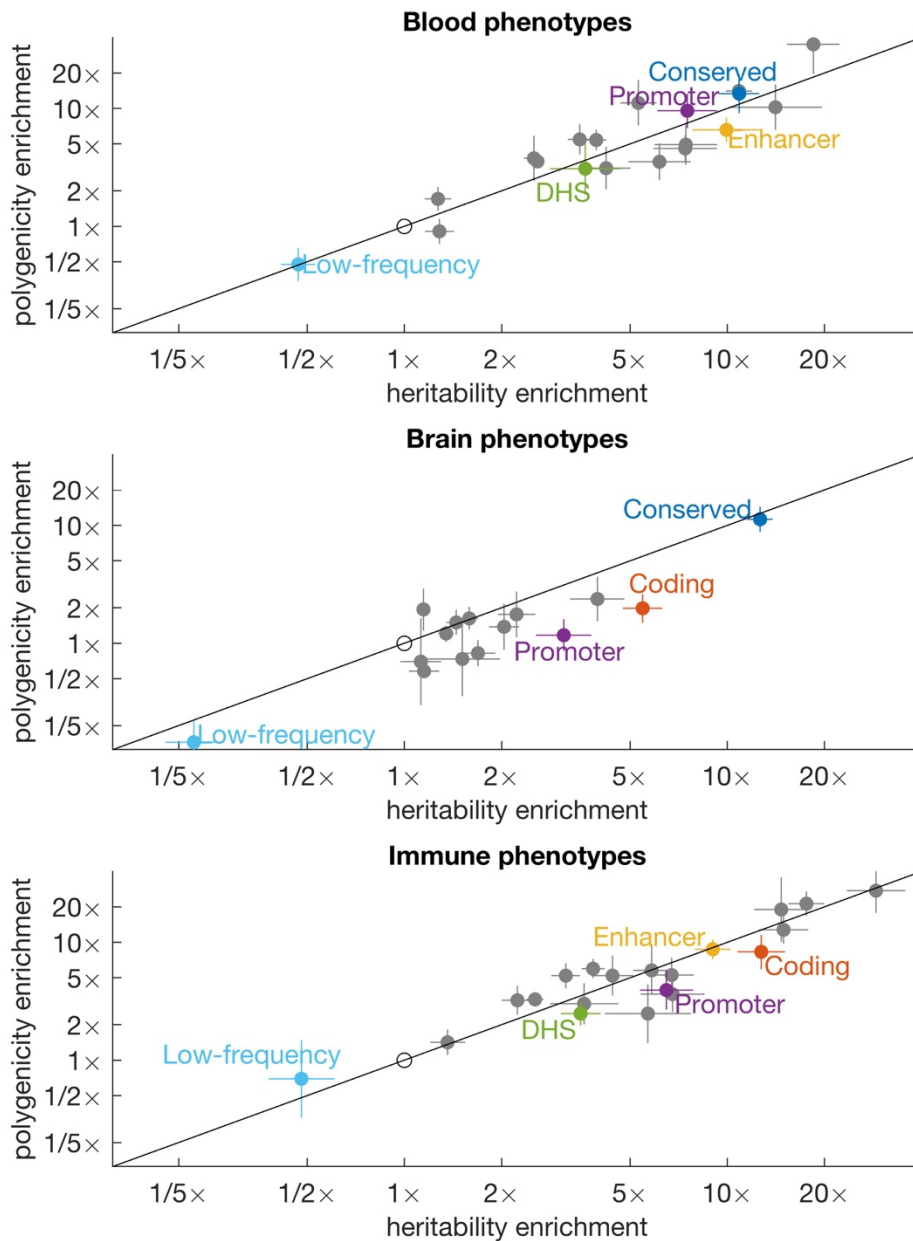 Blood phenotypes
polygenicity enrichment
20×
10×
5×
2×
1×
1/2×
1/5×
Conserved
Promoter
Enhancer
DHS
Low-frequency
1/5× 1/2× 1× 2× 5× 10× 20×
heritability enrichment
Brain phenotypes
polygenicity enrichment
20×
10×
5×
2×
1×
1/2×
1/5×
Conserved
Coding
Promoter
Low-frequency
1/5× 1/2× 1× 2× 5× 10× 20×
heritability enrichment
Immune phenotypes
polygenicity enrichment
20×
10×
5×
2×
1×
1/2×
1/5×
Enhancer
Coding
Promoter
DHS
Low-frequency
1/5× 1/2× 1× 2× 5× 10× 20×
heritability enrichment